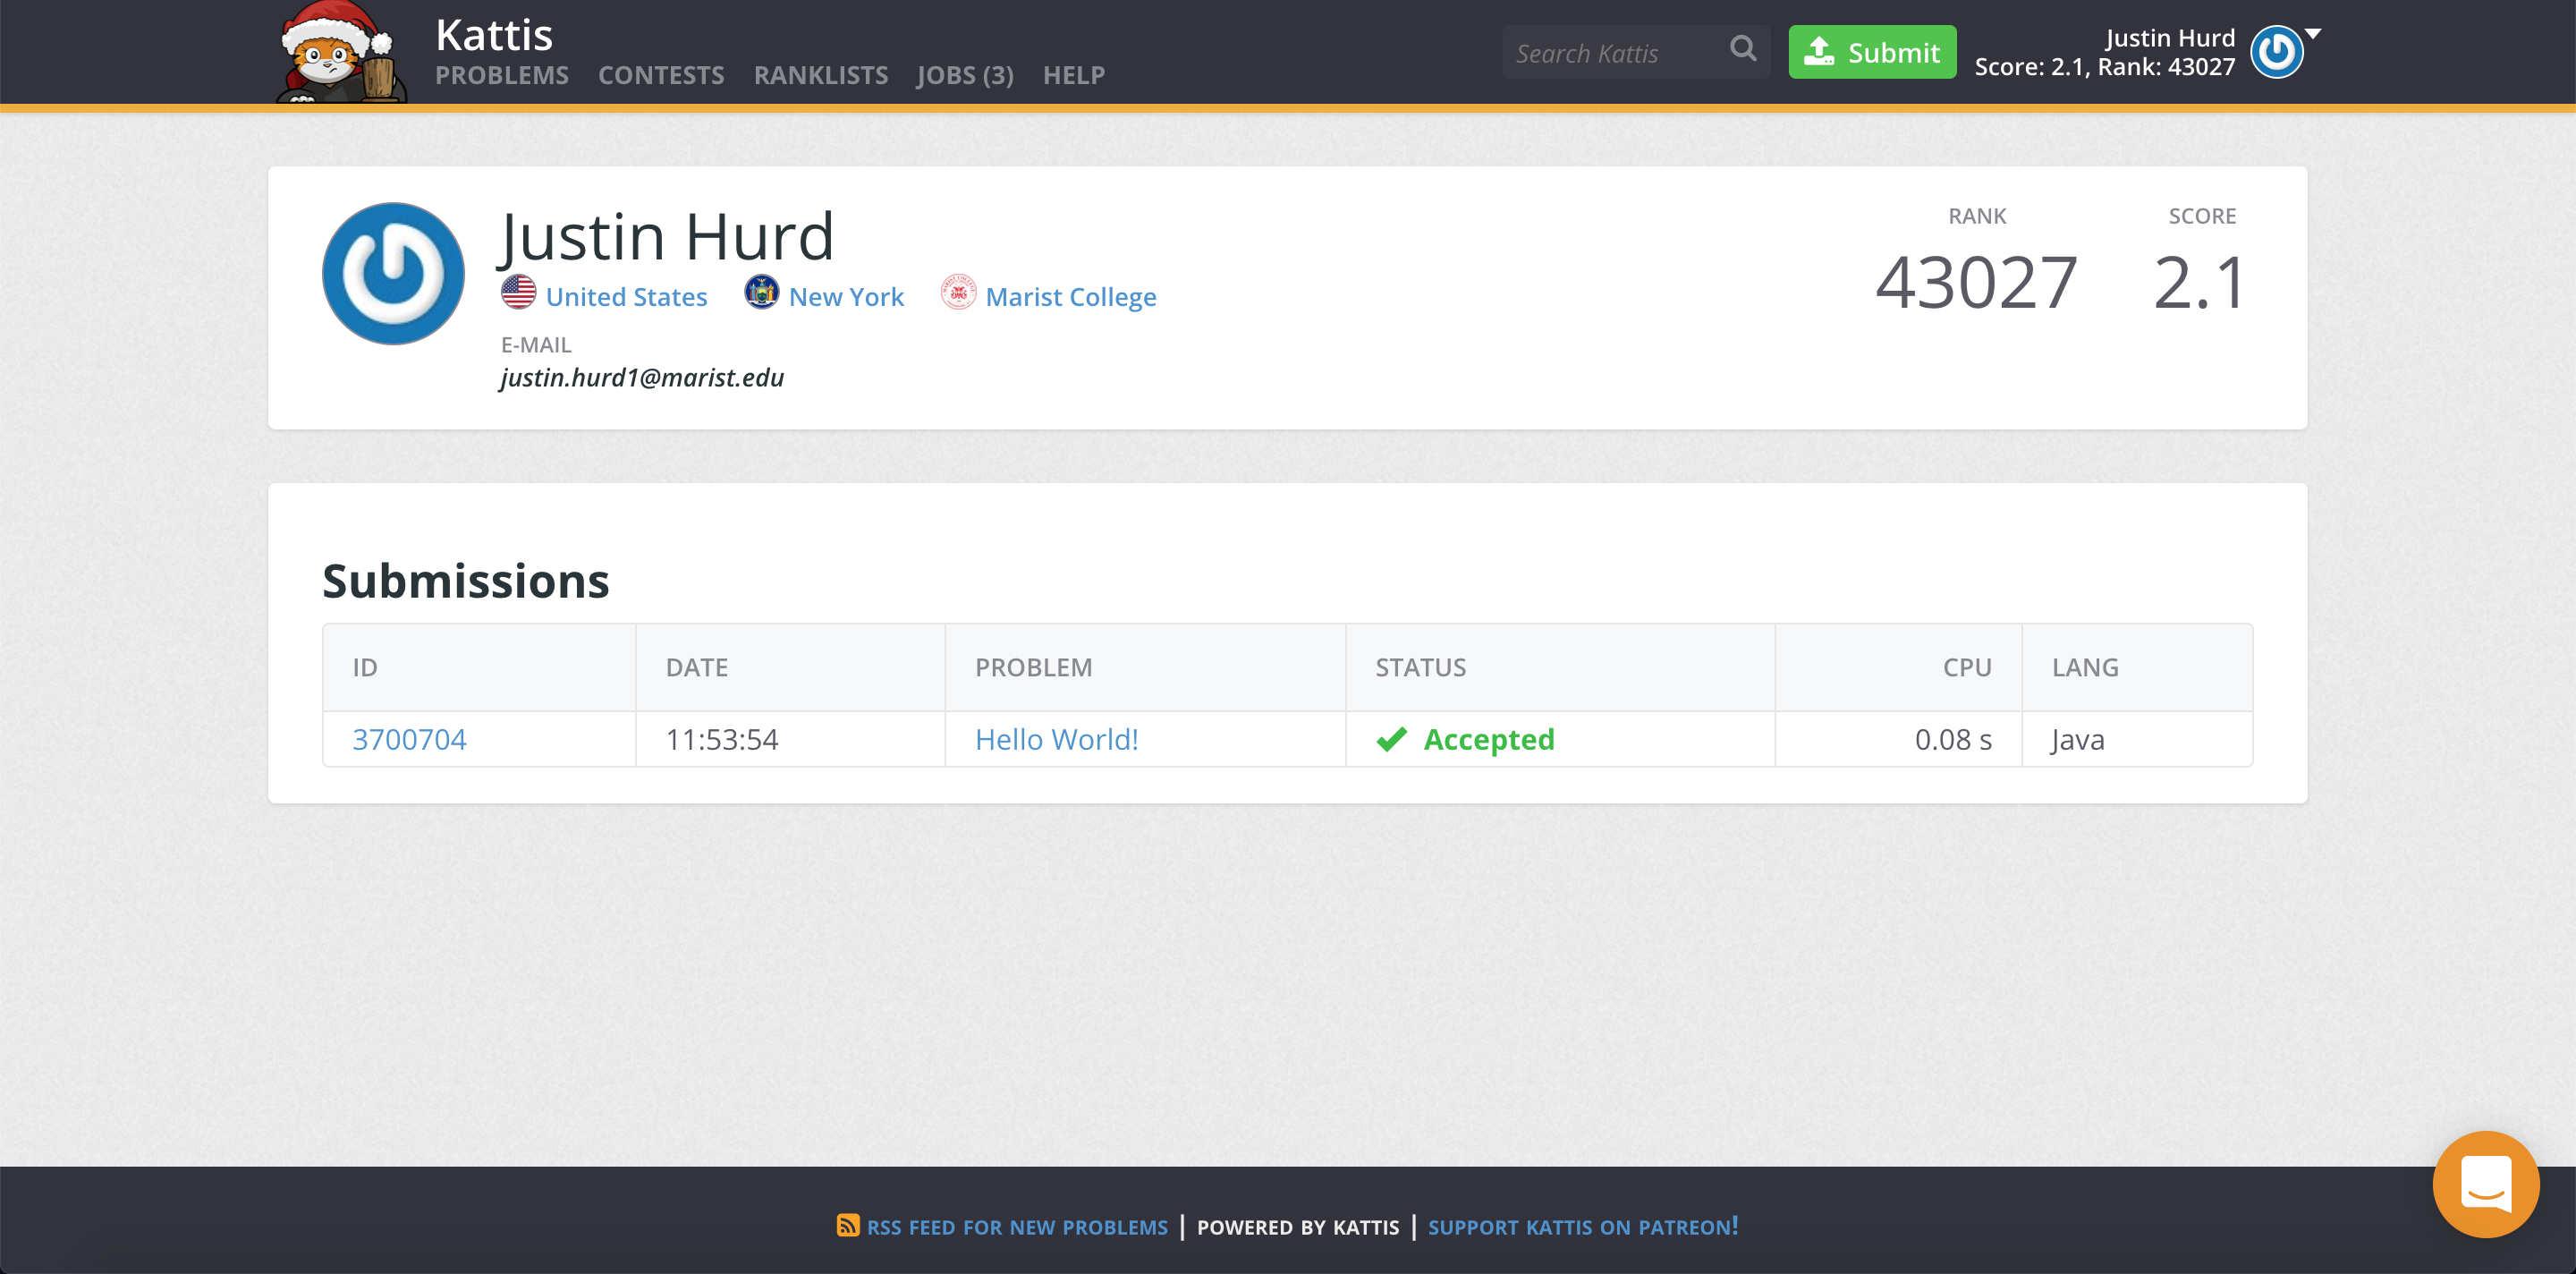 Kattis
PROBLEMS CONTESTS RANKLISTS JOBS (3) HELP
Search Kattis
Submit
Justin Hurd
Score: 2.1, Rank: 43027
Justin Hurd
United States New York Marist College
E-MAIL
justin.hurd1@marist.edu
RANK SCORE
43027 2.1
Submissions
ID DATE PROBLEM STATUS CPU LANG
3700704 11:53:54 Hello World! Accepted 0.08 s Java
RSS FEED FOR NEW PROBLEMS | POWERED BY KATTIS | SUPPORT KATTIS ON PATREON!